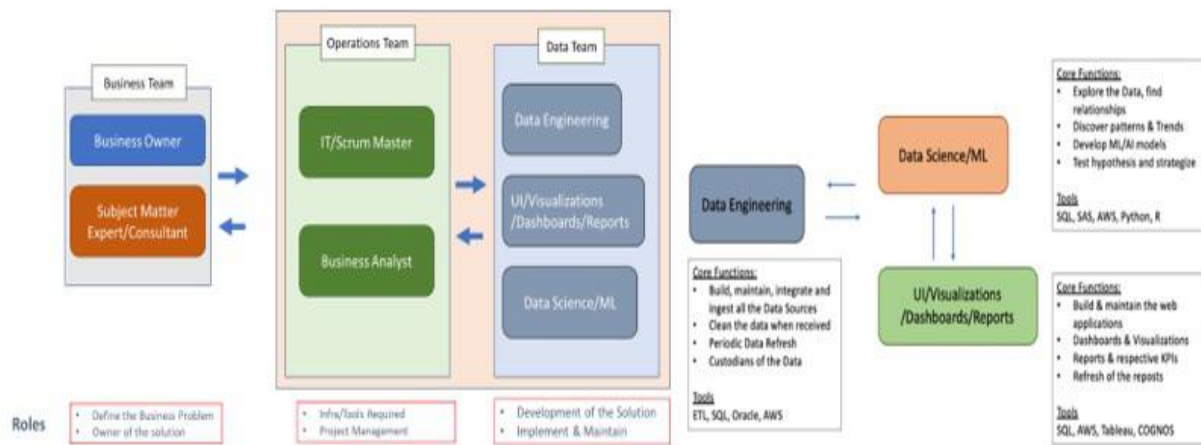 Business Team
Business Owner
Subject Matter
Expert/Consultant
Operations Team
IT/Scrum Master
Business Analyst
Data Team
Data Engineering
UI/Visualizations
/Dashboards/Reports
Data Science/ML
Roles
• Define the Business Problem
• Owner of the solution
• Infra/Tools Required
• Project Management
• Development of the Solution
• Implement & Maintain
Data Engineering
Core Functions:
• Build, maintain, integrate and
ingest all the Data Sources
• Clean the data when received
• Periodic Data Refresh
• Custodians of the Data
Tools
ETL, SQL, Oracle, AWS
Data Science/ML
UI/Visualizations
/Dashboards/Reports
Core Functions:
• Explore the Data, find
relationships
• Discover patterns & Trends
• Develop ML/AI models
• Test hypothesis and strategize
Tools
SQL, SAS, AWS, Python, R
Core Functions:
• Build & maintain the web
applications
• Dashboards & Visualizations
• Reports & respective KPIs
• Refresh of the reposts
Tools
SQL, AWS, Tableau, COGNOS